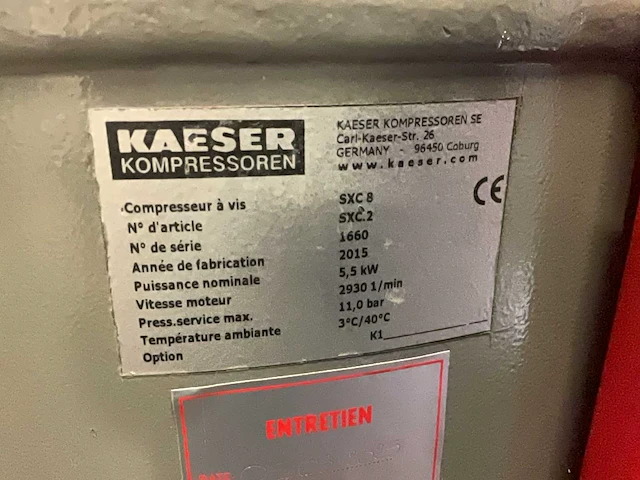 KAESER
KOMPRESSOREN
KAESER KOMPRESSOREN SE
Carl-Kaeser-Str. 26
GERMANY - 96450 Coburg
www.kaeser.com
CE
Compresseur à vis SXC 8
N° d'article SXC.2
N° de série 1660
Année de fabrication 2015
Puissance nominale 5,5 kW
Vitesse moteur 2930 1/min
Press.service max. 11,0 bar
Température ambiante 3°C/40°C
Option K1
ENTRETIEN